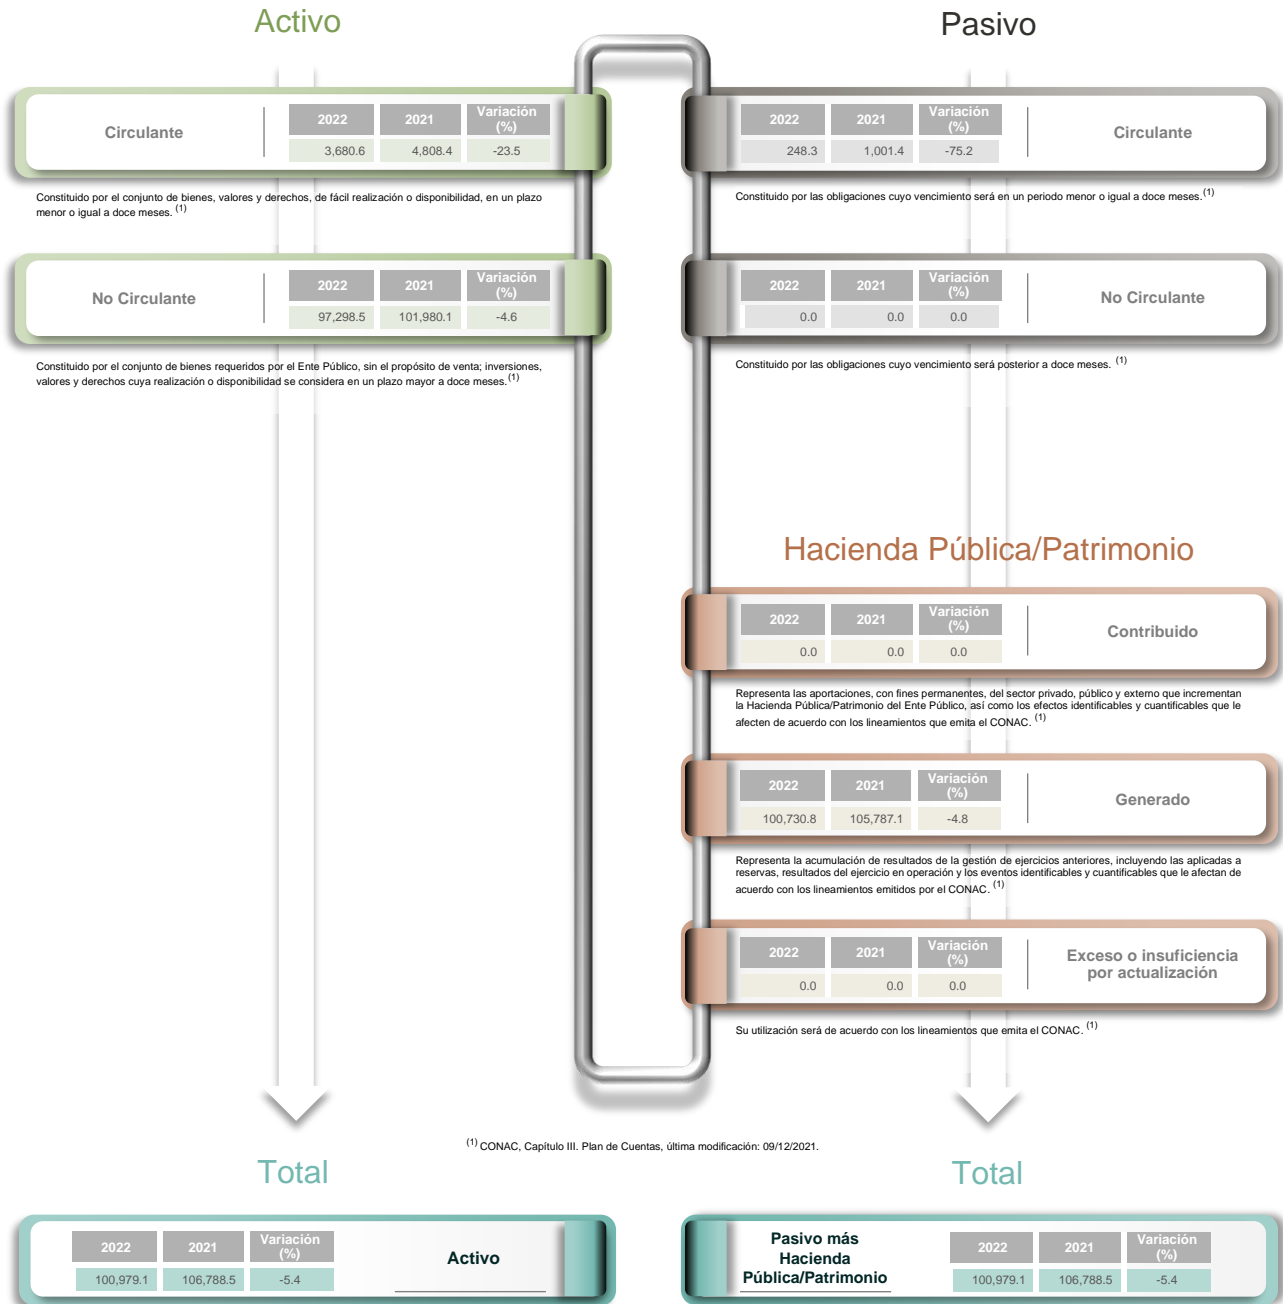 Activo
Circulante
2022 2021 Variación (%)
3,680.6 4,808.4 -23.5
Constituido por el conjunto de bienes, valores y derechos, de fácil realización o disponibilidad, en un plazo
menor o igual a doce meses. (1)
No Circulante
2022 2021 Variación (%)
97,298.5 101,980.1 -4.6
Constituido por el conjunto de bienes requeridos por el Ente Público, sin el propósito de venta; inversiones,
valores y derechos cuya realización o disponibilidad se considera en un plazo mayor a doce meses. (1)
Pasivo
2022 2021 Variación (%)
248.3 1,001.4 -75.2
Circulante
Constituido por las obligaciones cuyo vencimiento será en un periodo menor o igual a doce meses. (1)
2022 2021 Variación (%)
0.0 0.0 0.0
No Circulante
Constituido por las obligaciones cuyo vencimiento será posterior a doce meses. (1)
Hacienda Pública/Patrimonio
2022 2021 Variación (%)
0.0 0.0 0.0
Contribuido
Representa las aportaciones, con fines permanentes, del sector privado, público y externo que incrementan
la Hacienda Pública/Patrimonio del Ente Público, así como los efectos identificables y cuantificables que le
afecten de acuerdo con los lineamientos que emita el CONAC. (1)
2022 2021 Variación (%)
100,730.8 105,787.1 -4.8
Generado
Representa la acumulación de resultados de la gestión de ejercicios anteriores, incluyendo las aplicadas a
reservas, resultados del ejercicio en operación y los eventos identificables y cuantificables que le afectan de
acuerdo con los lineamientos emitidos por el CONAC. (1)
2022 2021 Variación (%)
0.0 0.0 0.0
Exceso o insuficiencia
por actualización
Su utilización será de acuerdo con los lineamientos que emita el CONAC. (1)
(1) CONAC, Capítulo III. Plan de Cuentas, última modificación: 09/12/2021.
Total
2022 2021 Variación (%)
100,979.1 106,788.5 -5.4
Activo
Total
Pasivo más
Hacienda
Pública/Patrimonio
2022 2021 Variación (%)
100,979.1 106,788.5 -5.4